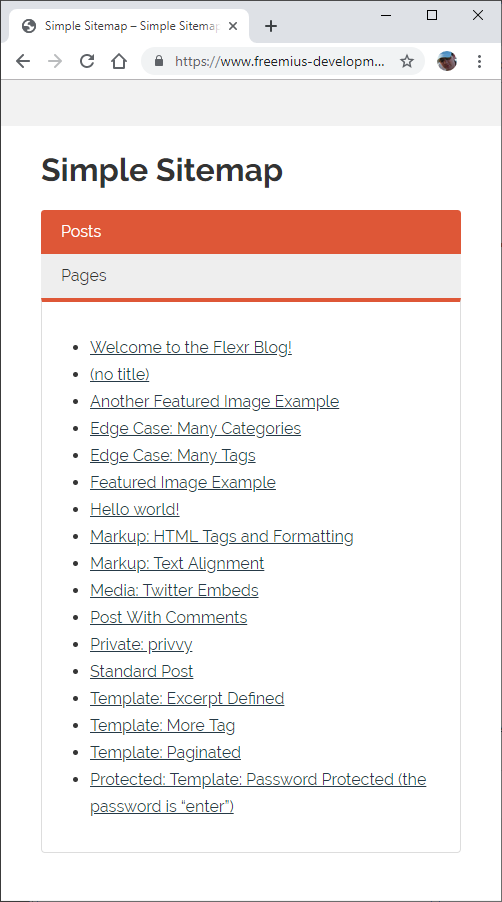 Simple Sitemap – Simple Sitemap
https://www.freemius-developm...
Simple Sitemap
Posts
Pages
Welcome to the Flexr Blog!
(no title)
Another Featured Image Example
Edge Case: Many Categories
Edge Case: Many Tags
Featured Image Example
Hello world!
Markup: HTML Tags and Formatting
Markup: Text Alignment
Media: Twitter Embeds
Post With Comments
Private: privvy
Standard Post
Template: Excerpt Defined
Template: More Tag
Template: Paginated
Protected: Template: Password Protected (the
password is “enter”)